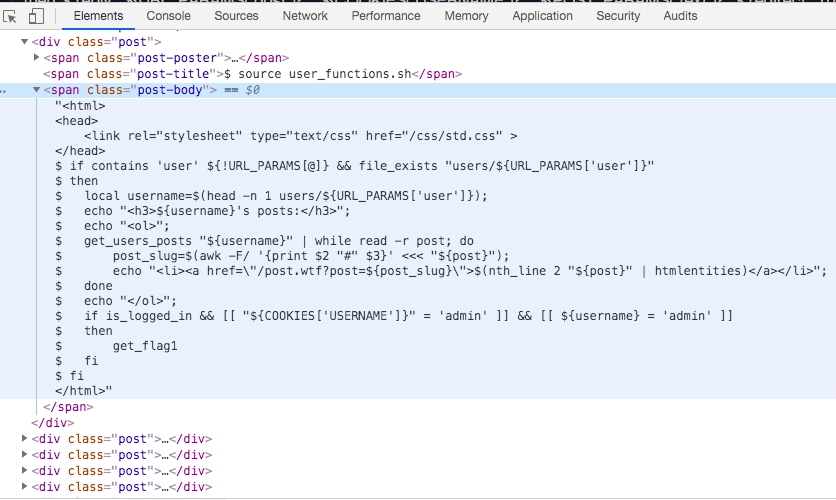 Elements Console Sources Network Performance Memory Application Security Audits
<div class="post">
<span class="post-poster">…</span>
<span class="post-title">$ source user_functions.sh</span>
<span class="post-body"> == $0
"<html>
<head>
<link rel="stylesheet" type="text/css" href="/css/std.css" >
</head>
$ if contains 'user' ${!URL_PARAMS[@]} && file_exists "users/${URL_PARAMS['user']}"
$ then
$   local username=$(head -n 1 users/${URL_PARAMS['user']});
$   echo "<h3>${username}'s posts:</h3>";
$   echo "<ol>";
$   get_users_posts "${username}" | while read -r post; do
$       post_slug=$(awk -F/ '{print $2 "#" $3}' <<< "${post}");
$       echo "<li><a href=\"/post.wtf?post=${post_slug}\">$(nth_line 2 "${post}" | htmlentities)</a></li>";
$   done
$   echo "</ol>";
$   if is_logged_in && [[ "${COOKIES['USERNAME']}" = 'admin' ]] && [[ ${username} = 'admin' ]]
$   then
$       get_flag1
$   fi
$ fi
</html>"
</span>
</div>
<div class="post">…</div>
<div class="post">…</div>
<div class="post">…</div>
<div class="post">…</div>